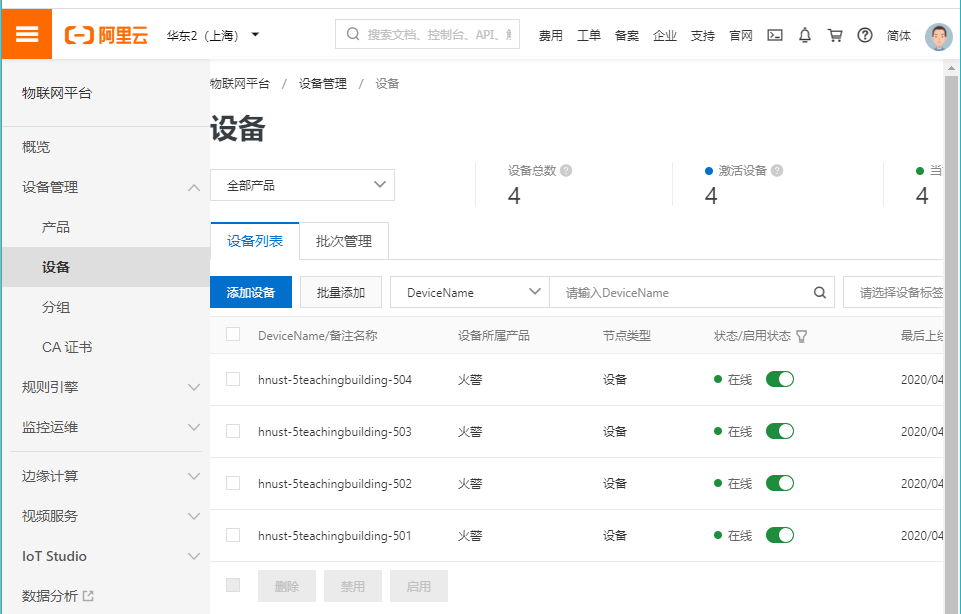 阿里云 华东2（上海） 搜索文档、控制台、API、 费用 工单 备案 企业 支持 官网 简体
物联网平台
概览
设备管理
产品
设备
分组
CA 证书
规则引擎
监控运维
边缘计算
视频服务
IoT Studio
数据分析
物联网平台 / 设备管理 / 设备
设备
全部产品
设备总数
4
激活设备
4
当
4
设备列表 批次管理
添加设备 批量添加 DeviceName 请输入DeviceName 请选择设备标签
DeviceName/备注名称 设备所属产品 节点类型 状态/启用状态 最后上
hnust-5teachingbuilding-504 火警 设备 在线 2020/04
hnust-5teachingbuilding-503 火警 设备 在线 2020/04
hnust-5teachingbuilding-502 火警 设备 在线 2020/04
hnust-5teachingbuilding-501 火警 设备 在线 2020/04
删除 禁用 启用